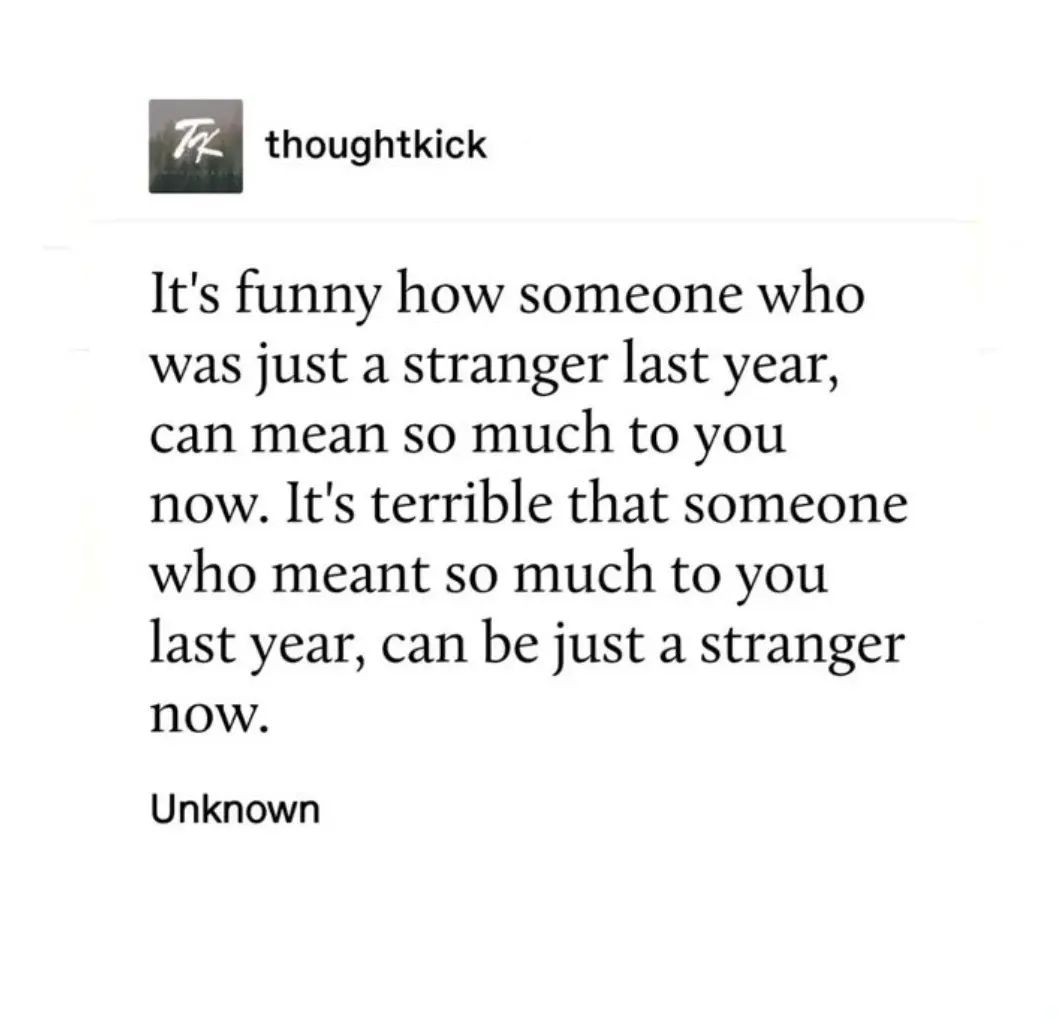 TK
thoughtkick
It's funny how someone who
was just a stranger last year,
can mean so much to you
now. It's terrible that someone
who meant so much to you
last year, can be just a stranger
now.
Unknown